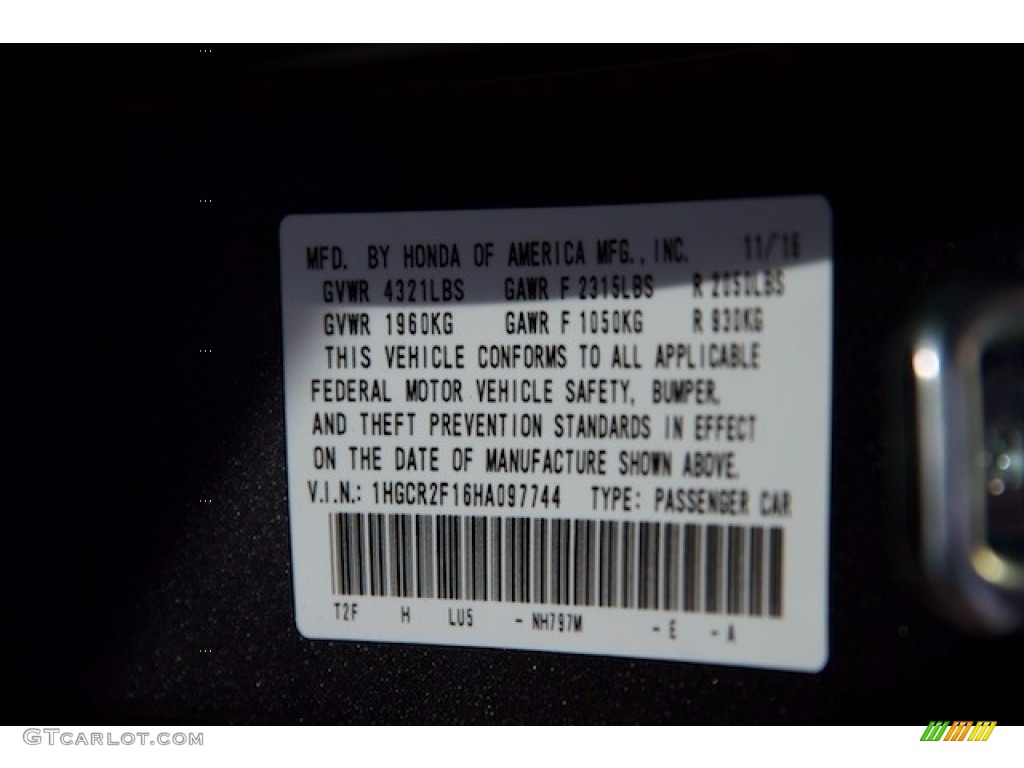 MFD. BY HONDA OF AMERICA MFG., INC. 11/16
GVWR 4321LBS GAWR F 2315LBS R 2050LBS
GVWR 1960KG GAWR F 1050KG R 930KG
THIS VEHICLE CONFORMS TO ALL APPLICABLE
FEDERAL MOTOR VEHICLE SAFETY, BUMPER,
AND THEFT PREVENTION STANDARDS IN EFFECT
ON THE DATE OF MANUFACTURE SHOWN ABOVE.
V.I.N.: 1HGCR2F16HA097744 TYPE: PASSENGER CAR
T2F H LU5 - NH797M - E - A
GTCARLOT.COM